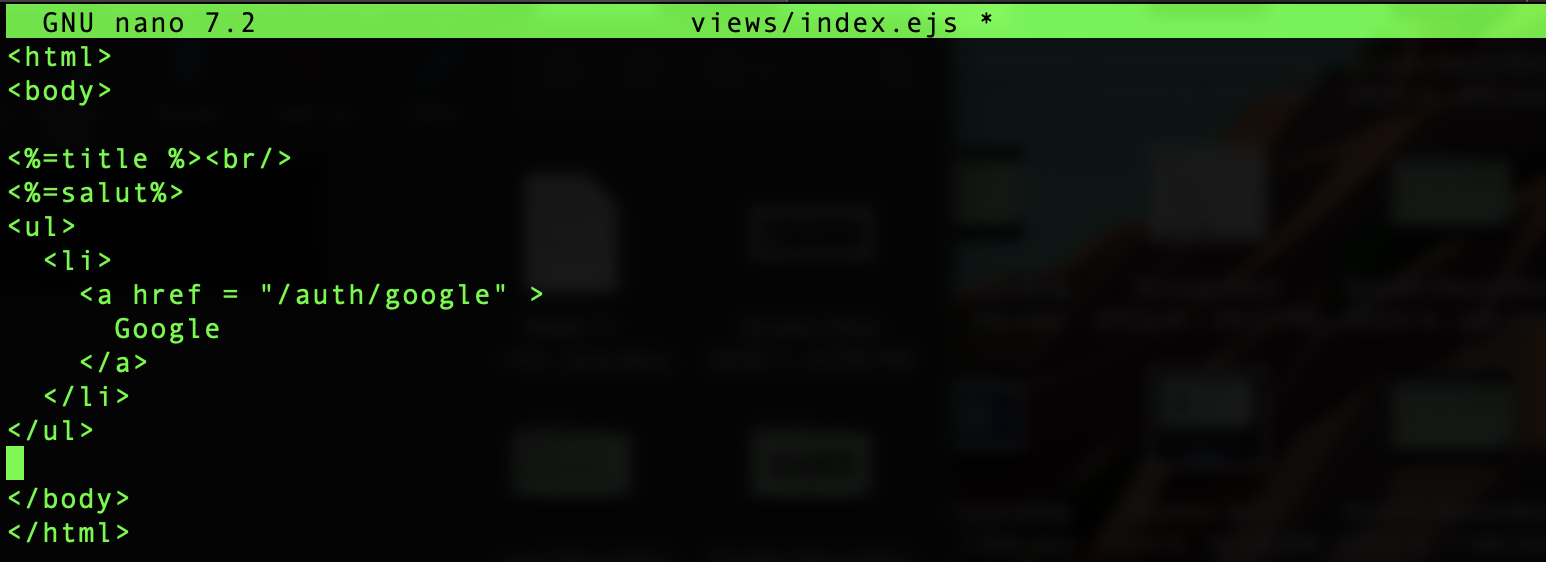 GNU nano 7.2 views/index.ejs *
<html>
<body>

<%=title %><br/>
<%=salut%>
<ul>
  <li>
    <a href = "/auth/google" >
      Google
    </a>
  </li>
</ul>

</body>
</html>